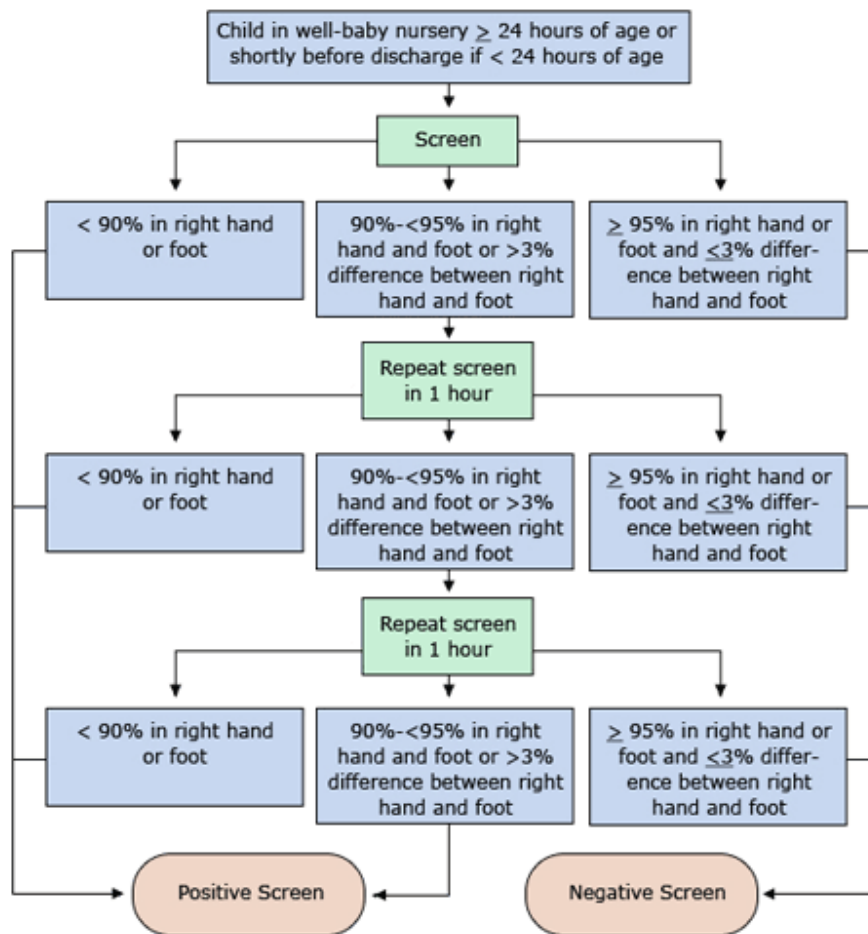 Child in well-baby nursery ≥ 24 hours of age or
shortly before discharge if < 24 hours of age
Screen
< 90% in right hand
or foot
90%-<95% in right
hand and foot or >3%
difference between right
hand and foot
≥ 95% in right hand or
foot and ≤3% differ-
ence between right
hand and foot
Repeat screen
in 1 hour
< 90% in right hand
or foot
90%-<95% in right
hand and foot or >3%
difference between right
hand and foot
≥ 95% in right hand or
foot and ≤3% differ-
ence between right
hand and foot
Repeat screen
in 1 hour
< 90% in right hand
or foot
90%-<95% in right
hand and foot or >3%
difference between right
hand and foot
≥ 95% in right hand or
foot and ≤3% differ-
ence between right
hand and foot
Positive Screen
Negative Screen